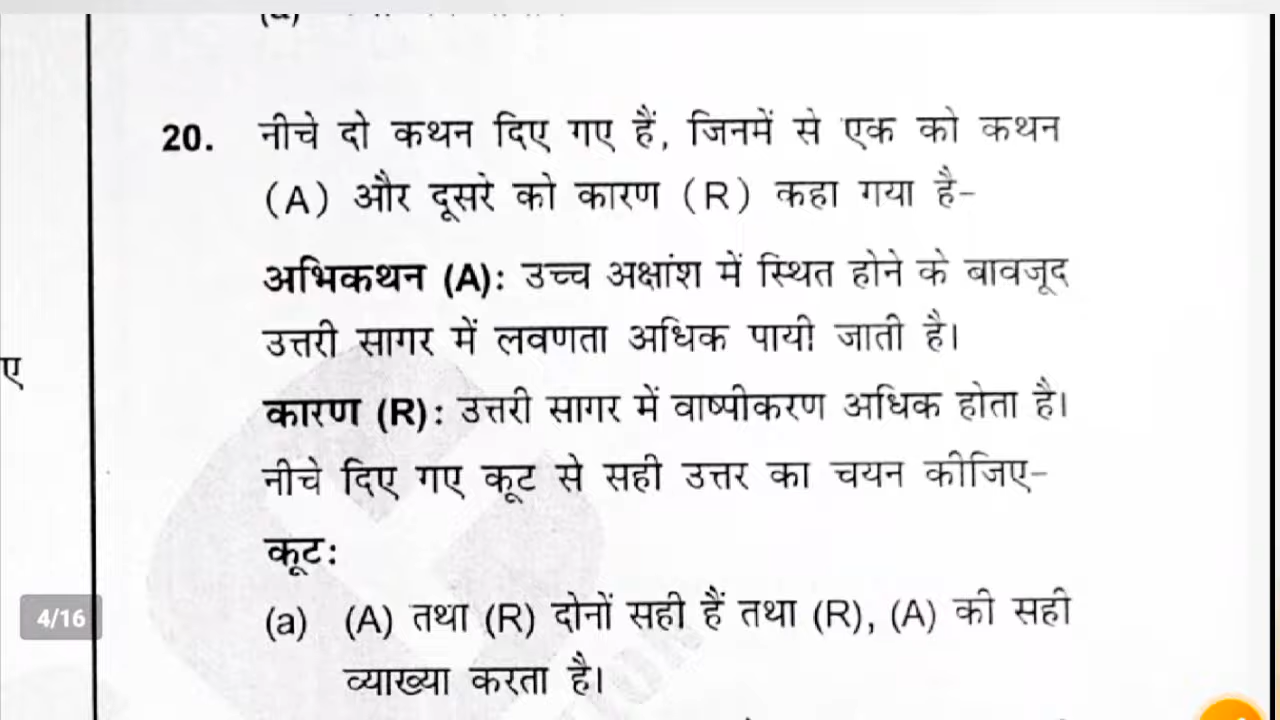 20. नीचे दो कथन दिए गए हैं, जिनमें से एक को कथन
(A) और दूसरे को कारण (R) कहा गया है-
अभिकथन (A): उच्च अक्षांश में स्थित होने के बावजूद
उत्तरी सागर में लवणता अधिक पायी जाती है।
कारण (R): उत्तरी सागर में वाष्पीकरण अधिक होता है।
नीचे दिए गए कूट से सही उत्तर का चयन कीजिए-
ए
कूट:
(a) (A) तथा (R) दोनों सही हैं तथा (R), (A) की सही
4/16
व्याख्या करता है।